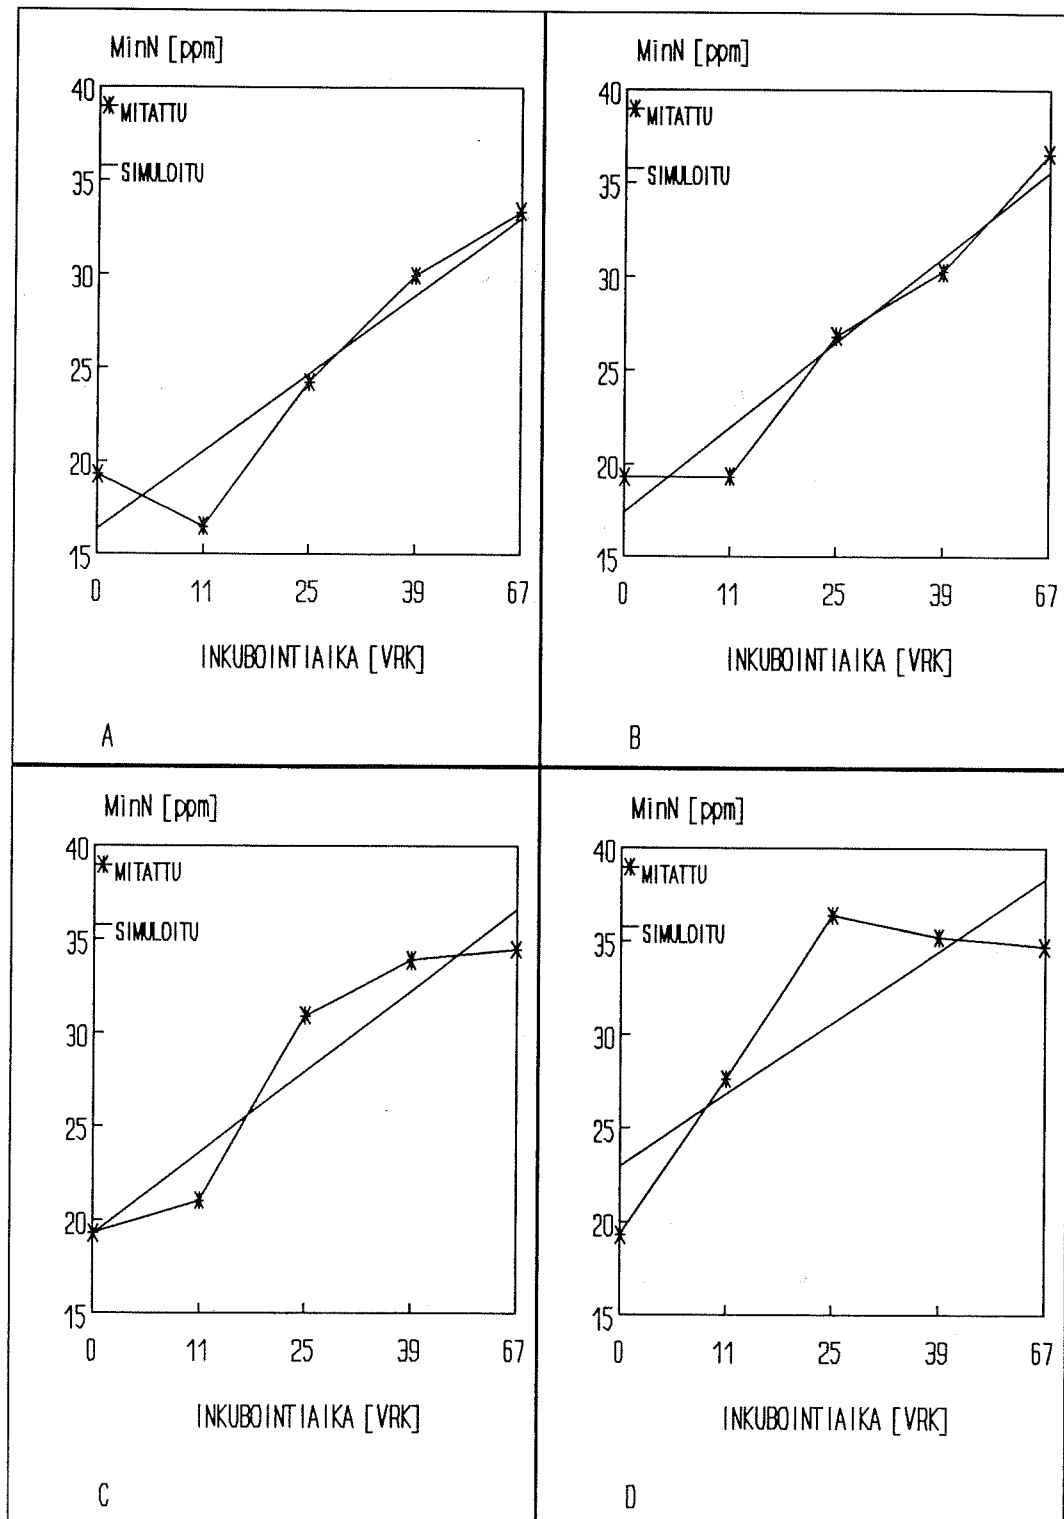 MinN [ppm]
40
MITATTU
SIMULOITU
35
30
25
20
15
0 11 25 39 67
INKUBOINTIAIKA [VRK]
A
MinN [ppm]
40
MITATTU
SIMULOITU
35
30
25
20
15
0 11 25 39 67
INKUBOINTIAIKA [VRK]
B
MinN [ppm]
40
MITATTU
SIMULOITU
35
30
25
20
15
0 11 25 39 67
INKUBOINTIAIKA [VRK]
C
MinN [ppm]
40
MITATTU
SIMULOITU
35
30
25
20
15
0 11 25 39 67
INKUBOINTIAIKA [VRK]
D